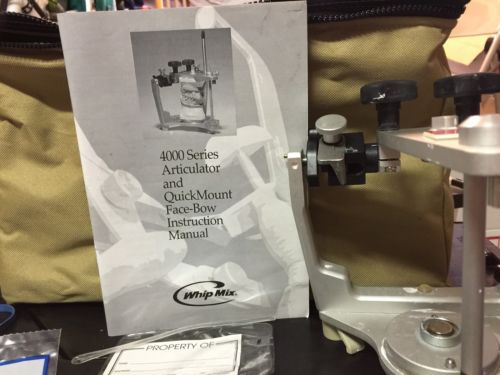 4000 Series
Articulator
and
QuickMount
Face-Bow
Instruction
Manual
Whip Mix
PROPERTY OF